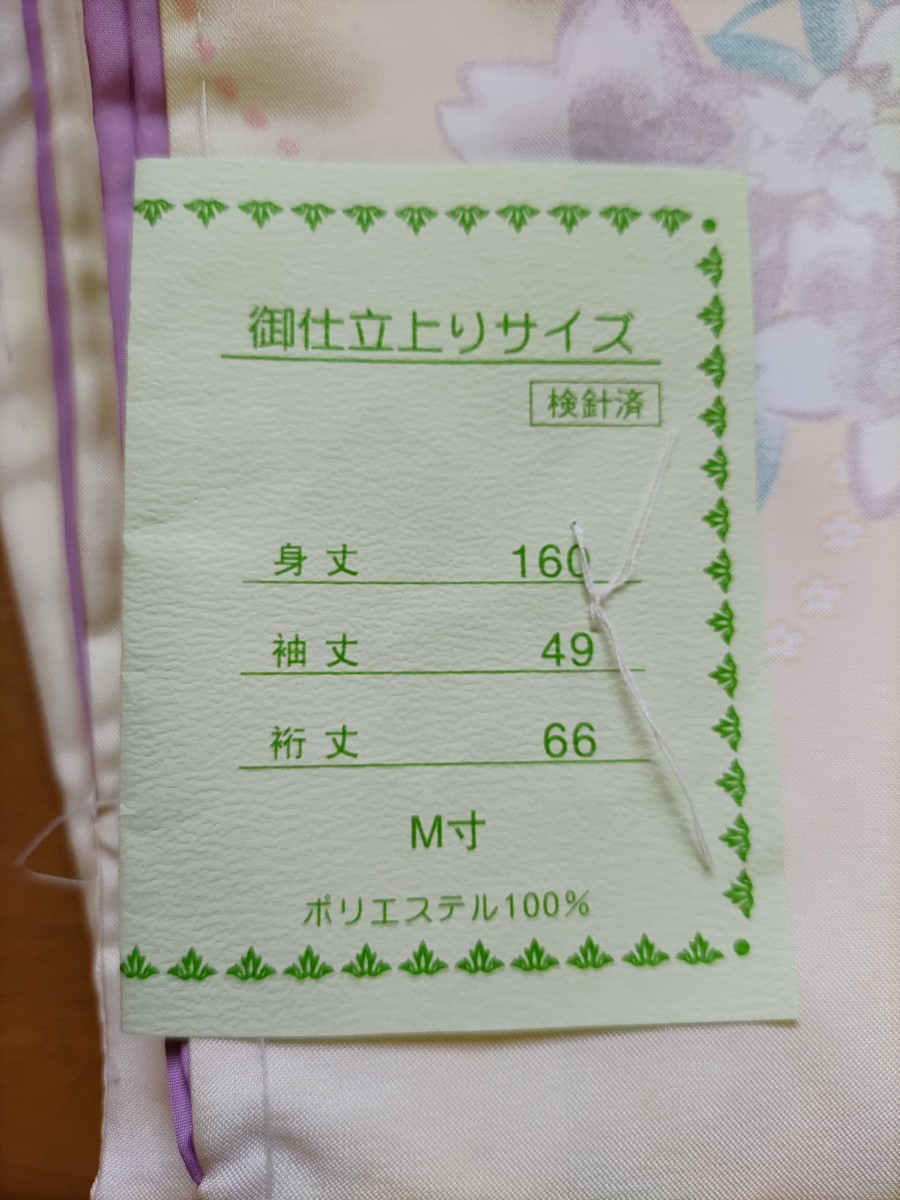 御仕立上りサイズ
検針済
身丈 160
袖丈 49
裄丈 66
M寸
ポリエステル100%